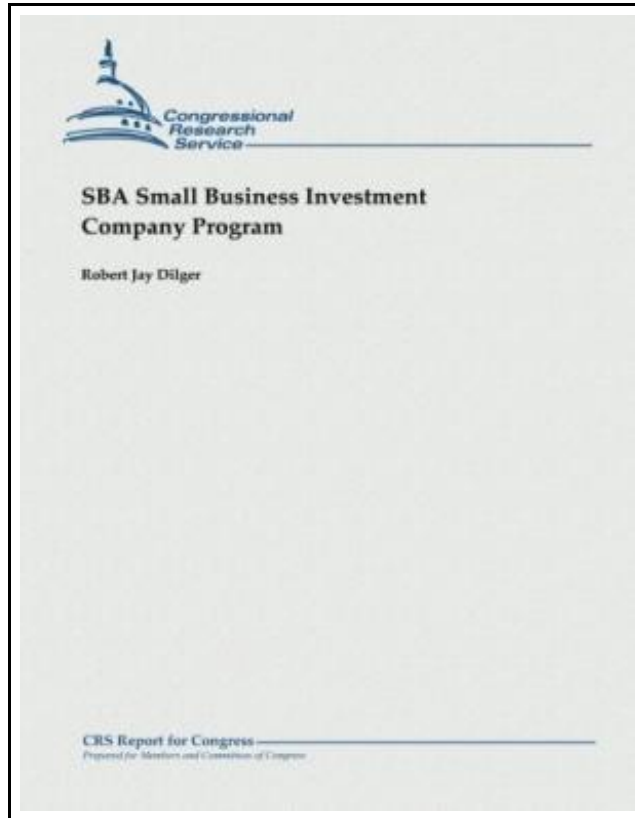 Congressional
Research
Service
SBA Small Business Investment
Company Program
Robert Jay Dilger
CRS Report for Congress
Prepared for Members and Committees of Congress